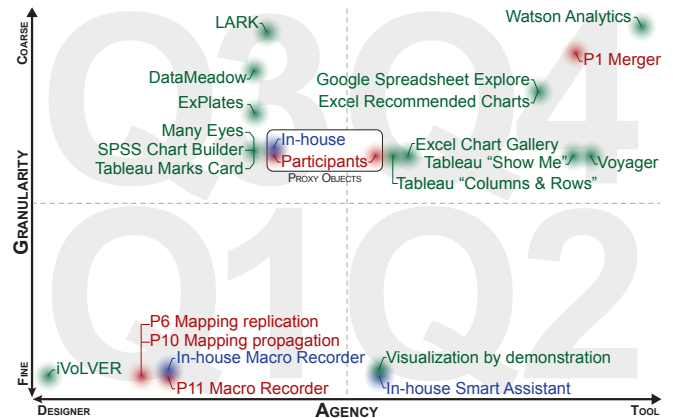 COARSE
GRANULARITY
FINE
Q3
Q4
Q1
Q2
LARK
Watson Analytics
P1 Merger
DataMeadow
Google Spreadsheet Explore
Excel Recommended Charts
ExPlates
Many Eyes
SPSS Chart Builder
Tableau Marks Card
In-house
Participants
PROXY OBJECTS
Excel Chart Gallery
Tableau “Show Me”
Voyager
Tableau “Columns & Rows”
P6 Mapping replication
P10 Mapping propagation
In-house Macro Recorder
P11 Macro Recorder
iVoLVER
Visualization by demonstration
In-house Smart Assistant
DESIGNER
AGENCY
TOOL